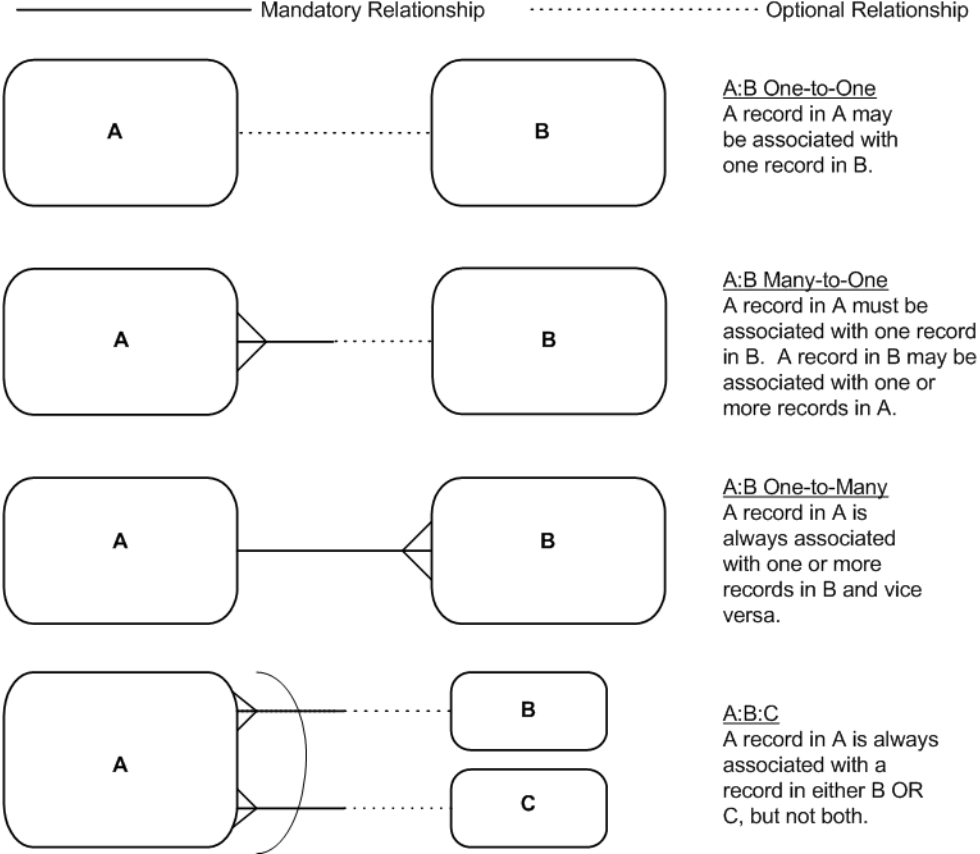 Mandatory Relationship
Optional Relationship
A
B
A:B One-to-One
A record in A may
be associated with
one record in B.
A
B
A:B Many-to-One
A record in A must be
associated with one record
in B.  A record in B may be
associated with one or
more records in A.
A
B
A:B One-to-Many
A record in A is
always associated
with one or more
records in B and vice
versa.
A
B
C
A:B:C
A record in A is always
associated with a
record in either B OR
C, but not both.